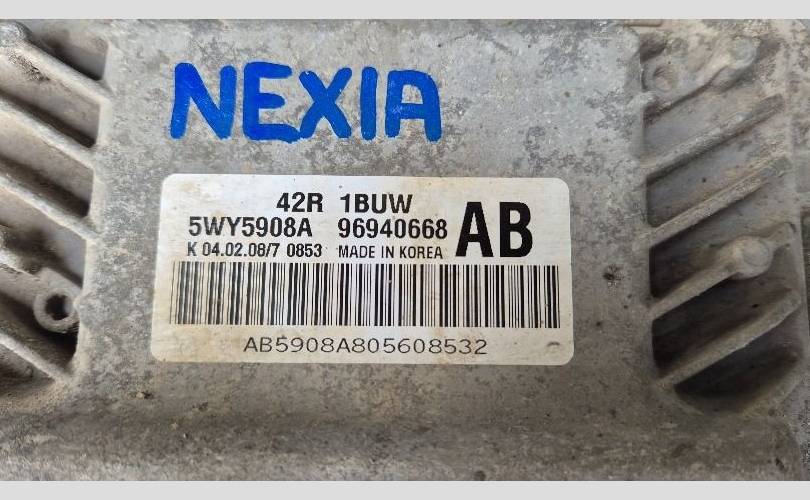 NEXIA
42R 1BUW
5WY5908A 96940668 AB
K 04.02.08/7 0853 MADE IN KOREA
AB5908A805608532